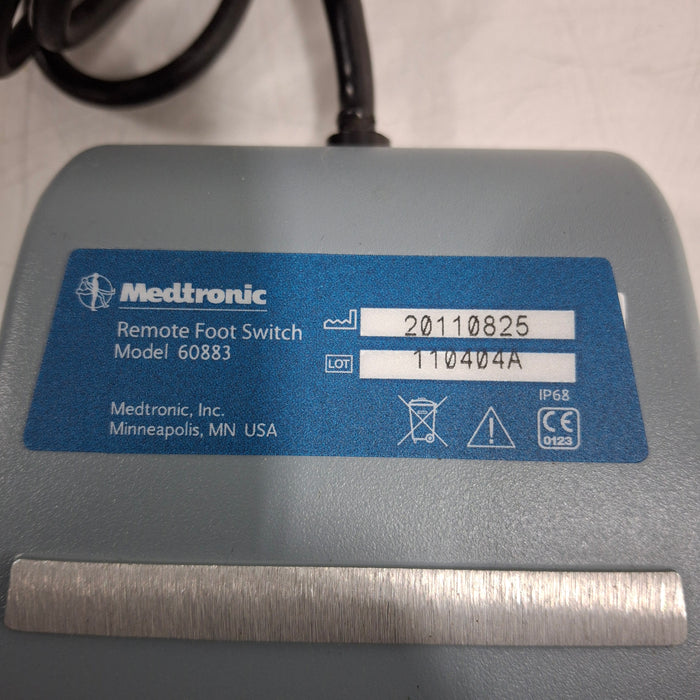 Medtronic
Remote Foot Switch
Model 60883
20110825
LOT 110404A
Medtronic, Inc.
Minneapolis, MN USA
IP68
CE
0123